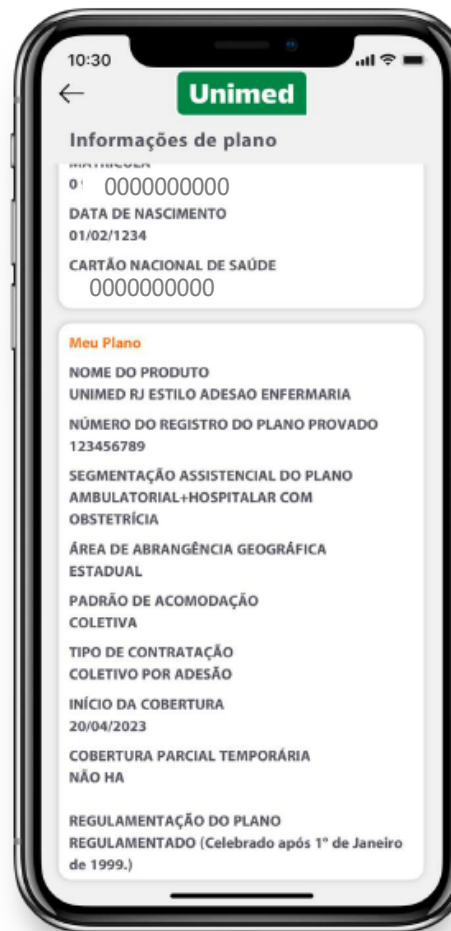 10:30
Unimed
Informações de plano
MATRÍCULA
0000000000
DATA DE NASCIMENTO
01/02/1234
CARTÃO NACIONAL DE SAÚDE
0000000000
Meu Plano
NOME DO PRODUTO
UNIMED RJ ESTILO ADESAO ENFERMARIA
NÚMERO DO REGISTRO DO PLANO PROVADO
123456789
SEGMENTAÇÃO ASSISTENCIAL DO PLANO
AMBULATORIAL+HOSPITALAR COM
OBSTETRÍCIA
ÁREA DE ABRANGÊNCIA GEOGRÁFICA
ESTADUAL
PADRÃO DE ACOMODAÇÃO
COLETIVA
TIPO DE CONTRATAÇÃO
COLETIVO POR ADESÃO
INÍCIO DA COBERTURA
20/04/2023
COBERTURA PARCIAL TEMPORÁRIA
NÃO HA
REGULAMENTAÇÃO DO PLANO
REGULAMENTADO (Celebrado após 1º de Janeiro
de 1999.)